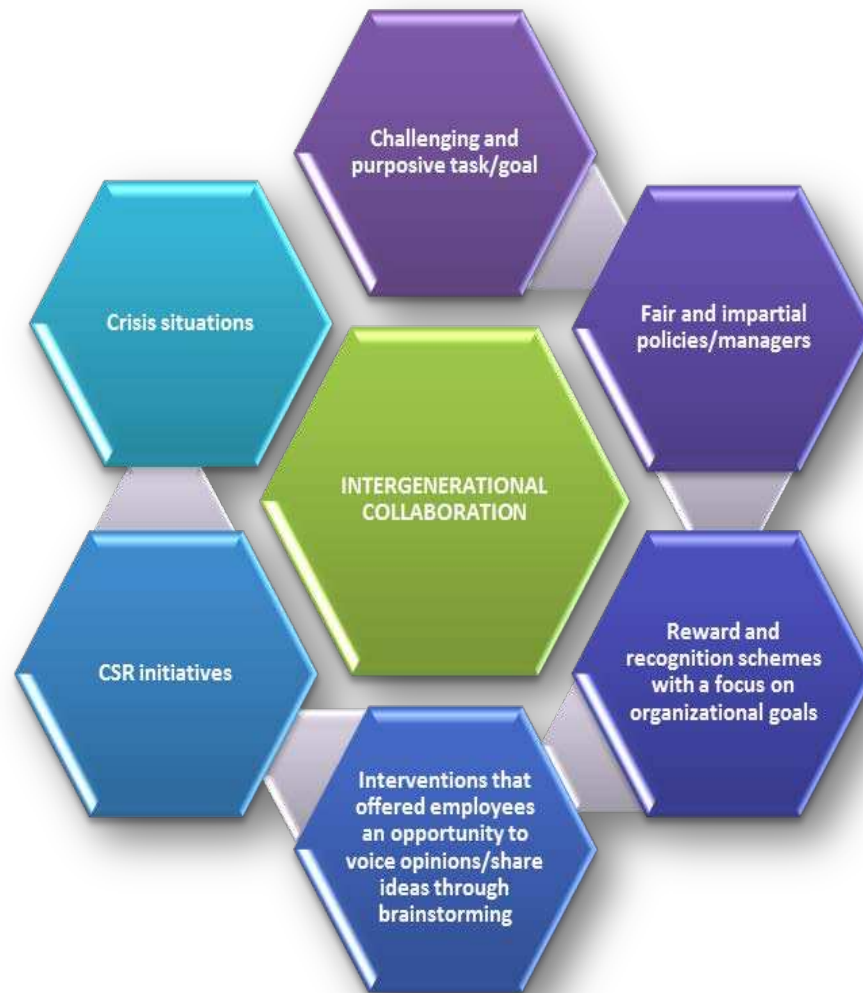 Challenging and
purposive task/goal
Fair and impartial
policies/managers
Reward and
recognition schemes
with a focus on
organizational goals
Interventions that
offered employees
an opportunity to
voice opinions/share
ideas through
brainstorming
CSR initiatives
Crisis situations
INTERGENERATIONAL
COLLABORATION